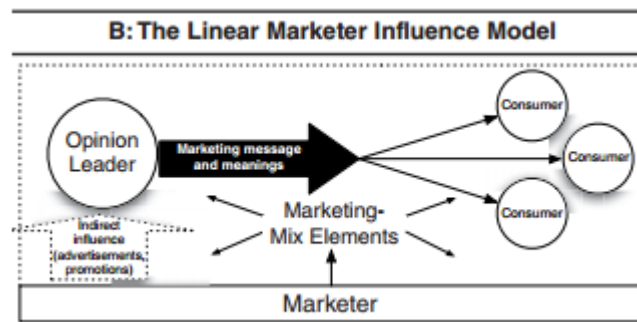 B: The Linear Marketer Influence Model
Opinion
Leader
Marketing message
and meanings
Consumer
Consumer
Consumer
Indirect
influence
(advertisements,
promotions)
Marketing-
Mix Elements
Marketer